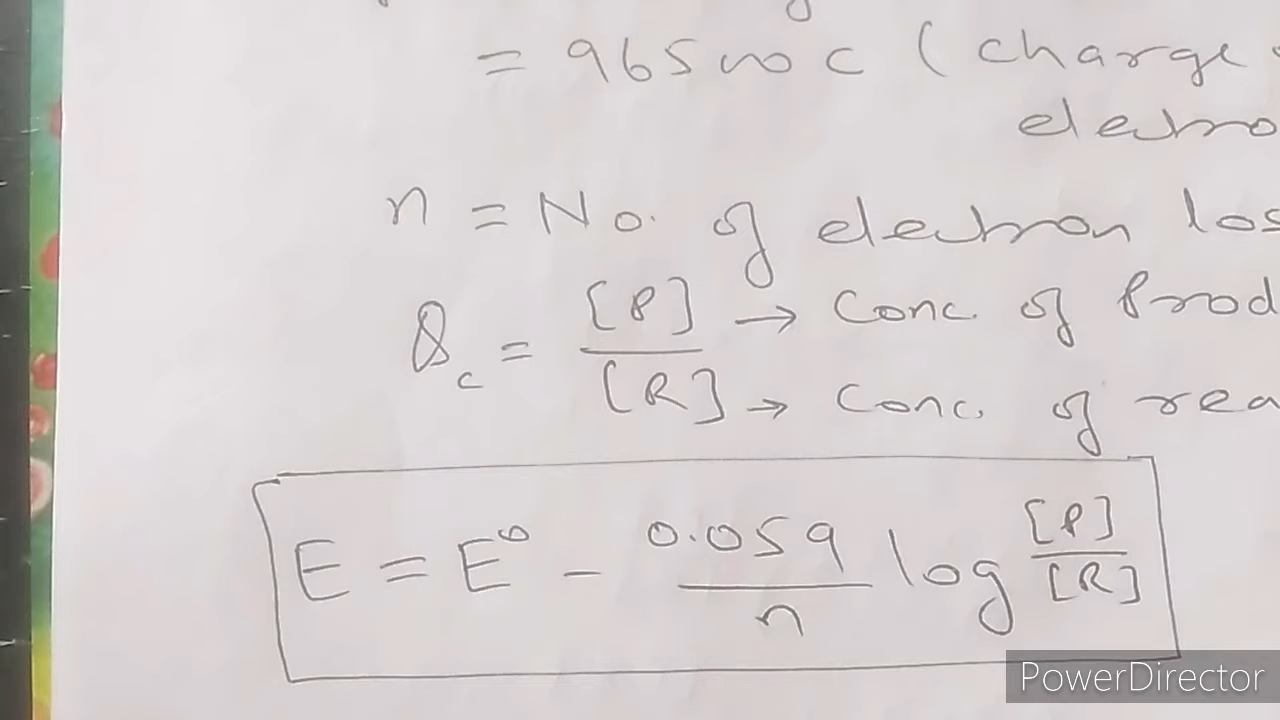 = 96500 C ( charge
electro
n = No. of electron los
Qc = [P] / [R]
→ Conc. of Prod
→ Conc. of rea
E = E° - 0.059 / n log [P] / [R]
PowerDirector